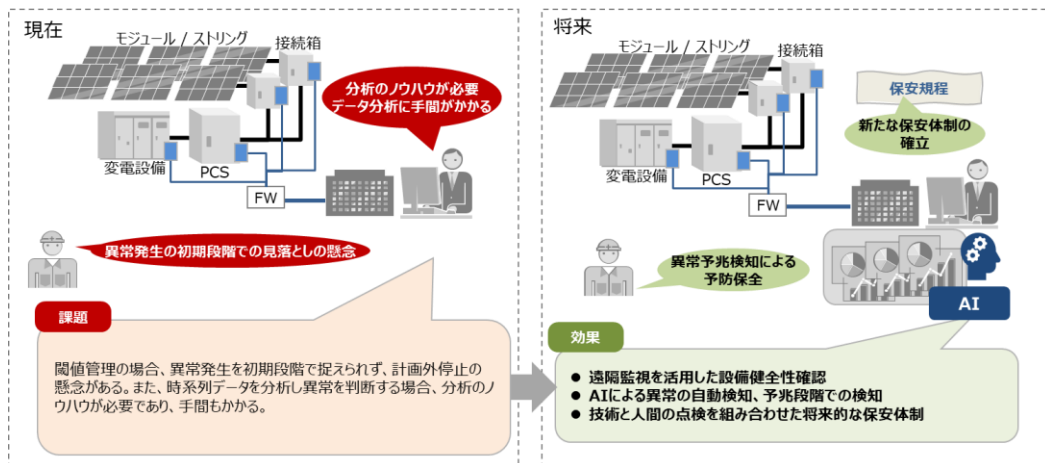 現在
モジュール / ストリング
接続箱
分析のノウハウが必要
データ分析に手間がかかる
変電設備
PCS
FW
異常発生の初期段階での見落としの懸念
課題
閾値管理の場合、異常発生を初期段階で捉えられず、計画外停止の
懸念がある。また、時系列データを分析し異常を判断する場合、分析のノ
ウハウが必要であり、手間もかかる。
将来
モジュール / ストリング
接続箱
保安規程
新たな保安体制の
確立
変電設備
PCS
FW
異常予兆検知による
予防保全
AI
効果
● 遠隔監視を活用した設備健全性確認
● AIによる異常の自動検知、予兆段階での検知
● 技術と人間の点検を組み合わせた将来的な保安体制